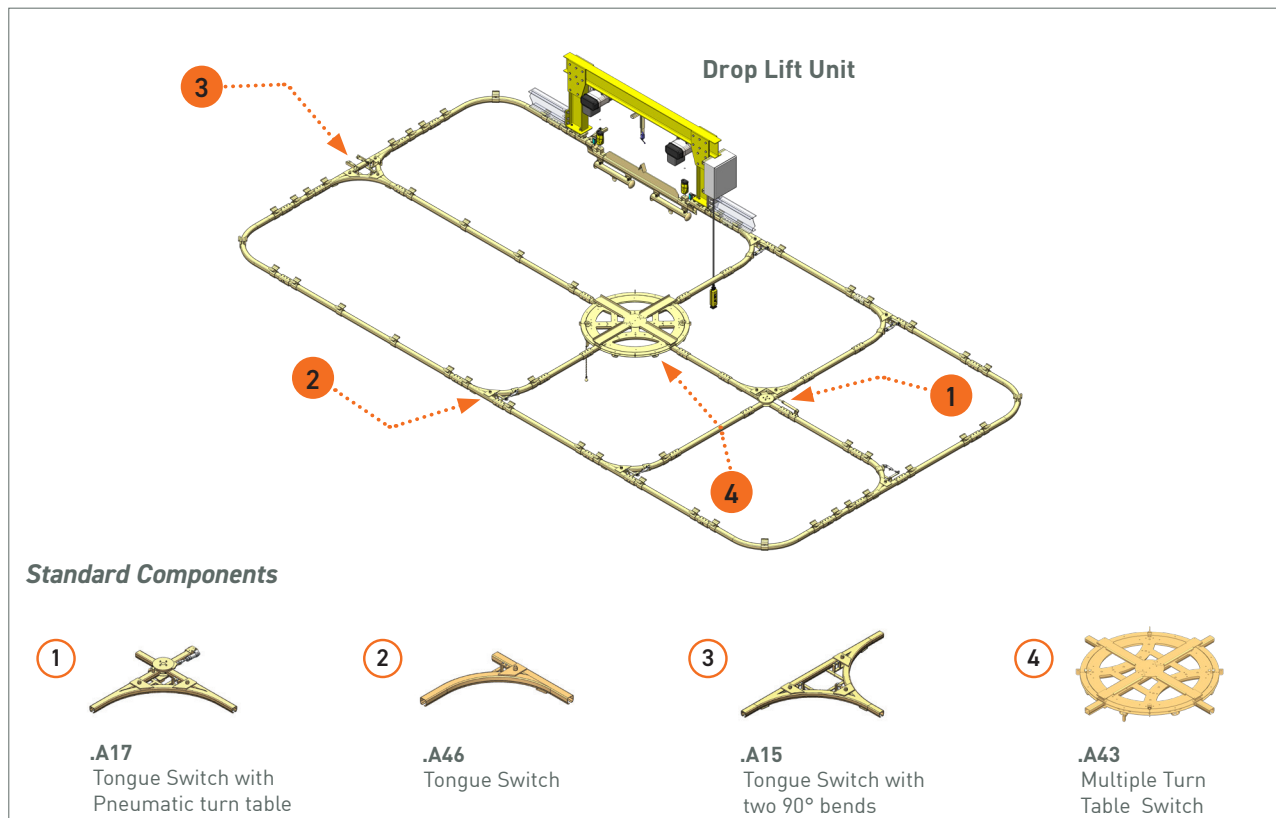 Drop Lift Unit
3
2
1
4
Standard Components
1
.A17
Tongue Switch with
Pneumatic turn table
2
.A46
Tongue Switch
3
.A15
Tongue Switch with
two 90° bends
4
.A43
Multiple Turn
Table Switch